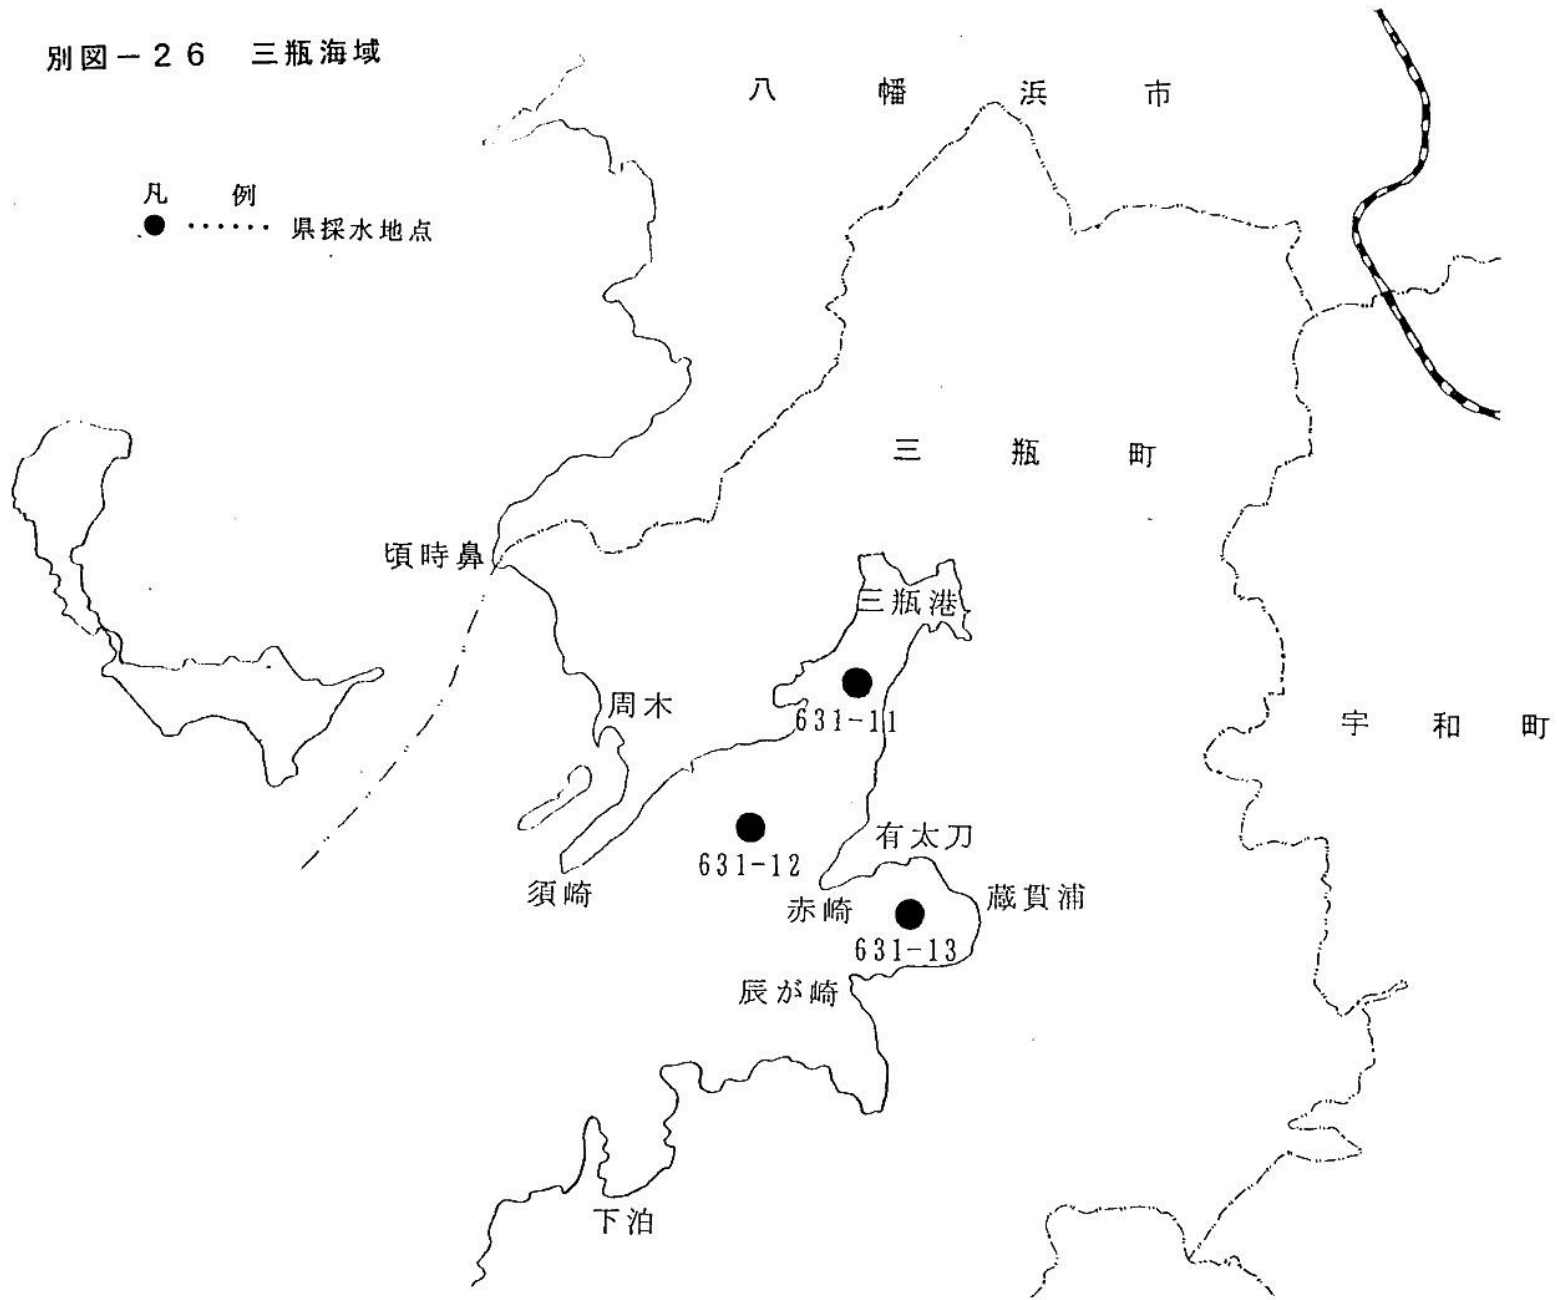 別図－26 三瓶海域
八幡浜市
凡例
●……県採水地点
三瓶町
頃時鼻
三瓶港
周木
631-11
宇和町
有太刀
631-12
須崎
赤崎
蔵貫浦
631-13
辰が崎
下泊